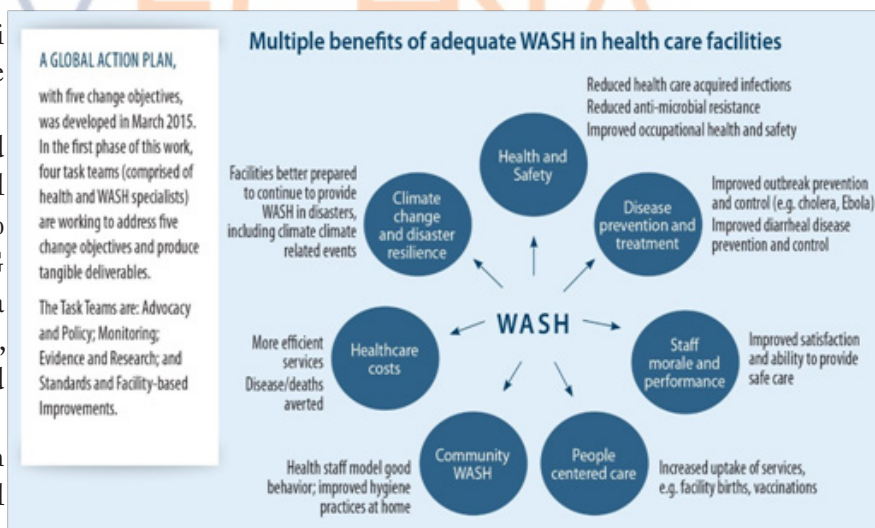 A GLOBAL ACTION PLAN,
with five change objectives,
was developed in March 2015.
In the first phase of this work,
four task teams (comprised of
health and WASH specialists)
are working to address five
change objectives and produce
tangible deliverables.
The Task Teams are: Advocacy
and Policy; Monitoring;
Evidence and Research; and
Standards and Facility-based
Improvements.
Multiple benefits of adequate WASH in health care facilities
Reduced health care acquired infections
Reduced anti-microbial resistance
Improved occupational health and safety
Health and
Safety
Facilities better prepared
to continue to provide
WASH in disasters,
including climate climate
related events
Climate
change
and disaster
resilience
Disease
prevention and
treatment
Improved outbreak prevention
and control (e.g. cholera, Ebola)
Improved diarrheal disease
prevention and control
WASH
More efficient
services
Disease/deaths
averted
Healthcare
costs
Staff
morale and
performance
Improved satisfaction
and ability to provide
safe care
Health staff model good
behavior; improved hygiene
practices at home
Community
WASH
People
centered care
Increased uptake of services,
e.g. facility births, vaccinations